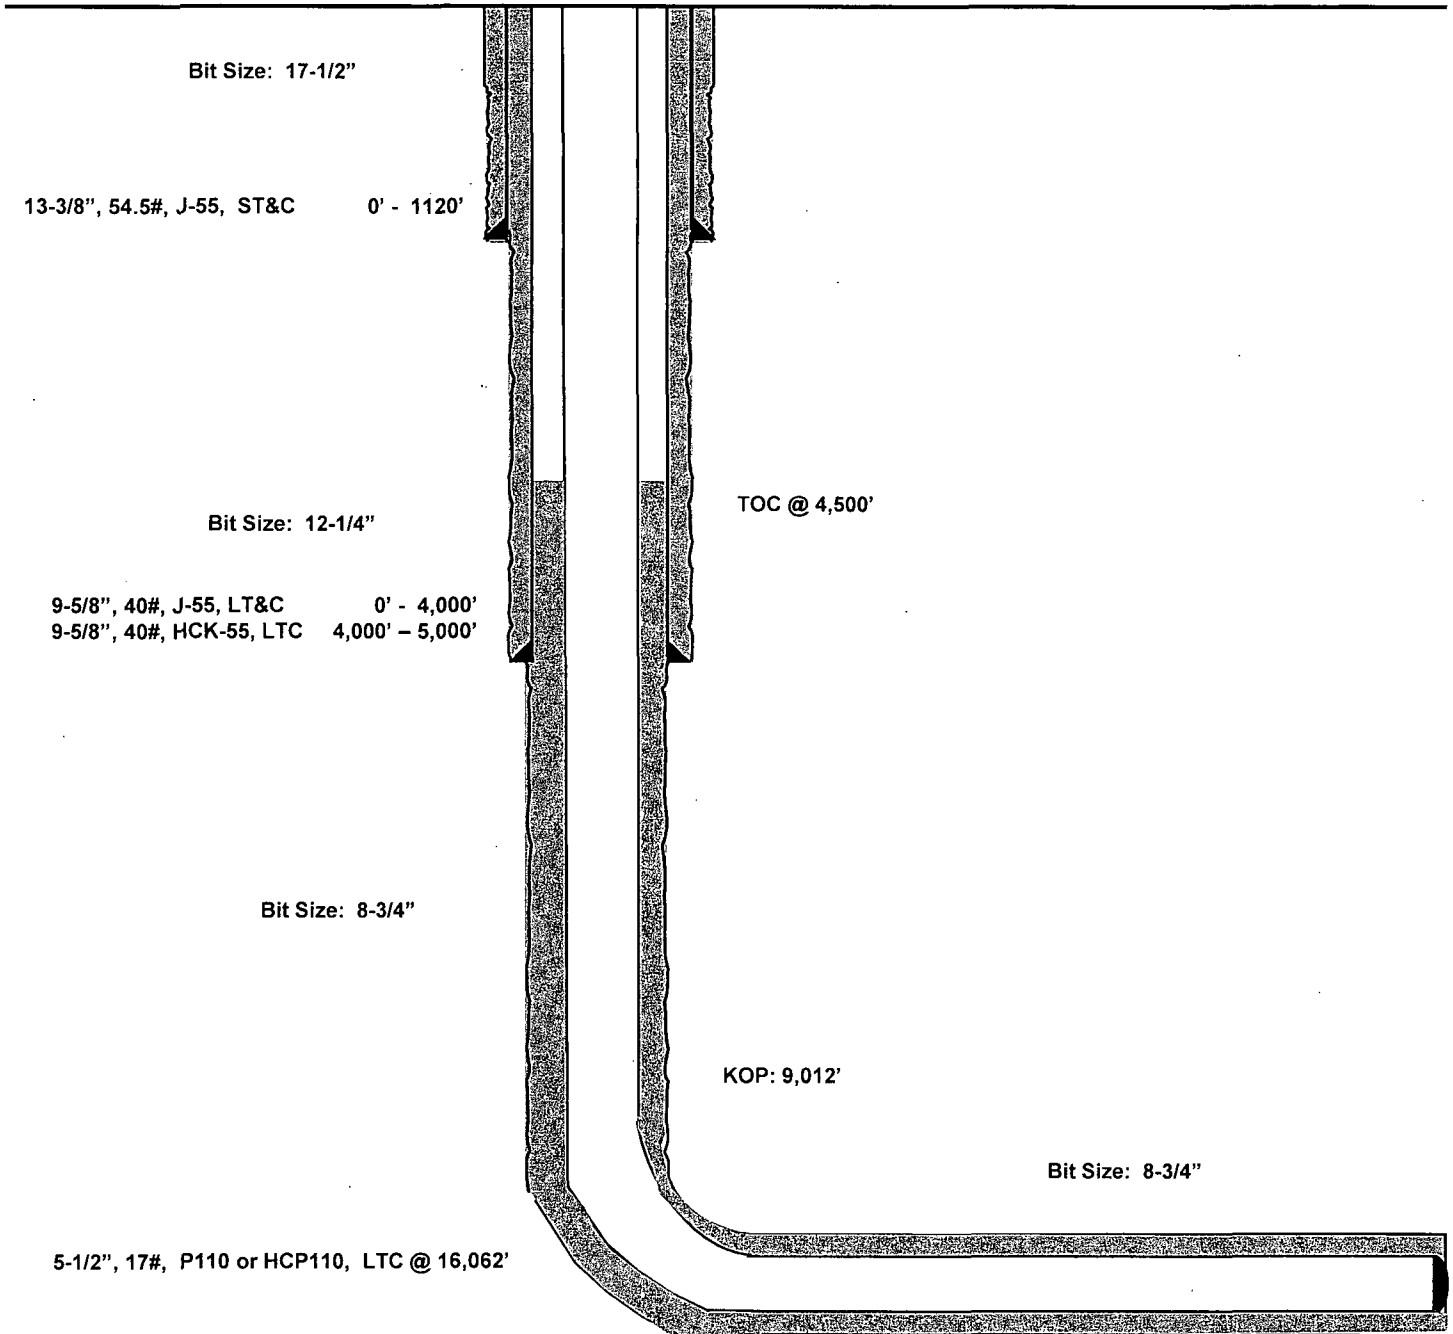 Bit Size: 17-1/2”
13-3/8”, 54.5#, J-55, ST&C 0’ - 1120’
TOC @ 4,500’
Bit Size: 12-1/4”
9-5/8”, 40#, J-55, LT&C 0’ - 4,000’
9-5/8”, 40#, HCK-55, LTC 4,000’ – 5,000’
Bit Size: 8-3/4”
KOP: 9,012’
Bit Size: 8-3/4”
5-1/2”, 17#, P110 or HCP110, LTC @ 16,062’